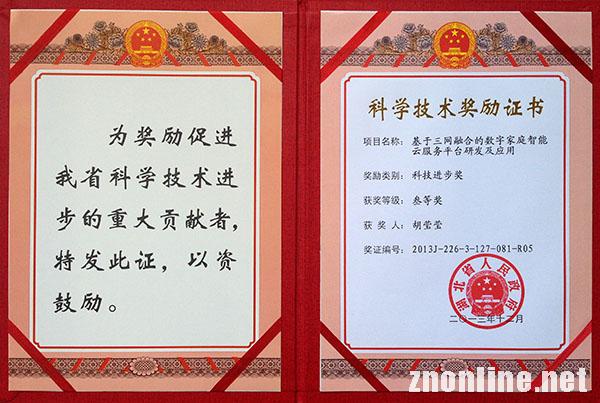 为奖励促进
我省科学技术进
步的重大贡献者，
特发此证，以资
鼓励。
科学技术奖励证书
项目名称：基于三网融合的数字家庭智能
云服务平台研发及应用
奖励类别：科技进步奖
获奖等级：叁等奖
获奖人：胡莹莹
奖证编号：2013J-226-3-127-081-R05
湖北省人民政府
二〇一三年十二月
znonline.net